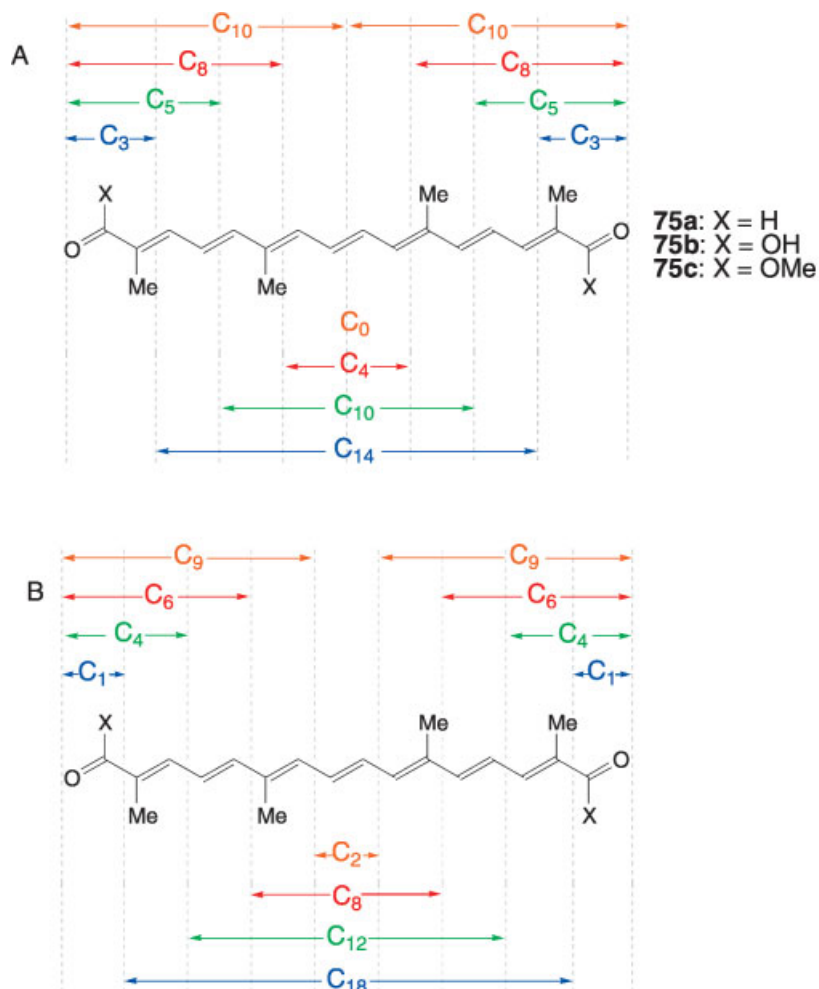 C10 C10
A
C8 C8
C5 C5
C3 C3
X Me Me
O O
Me Me X
75a: X = H
75b: X = OH
75c: X = OMe
C0
C4
C10
C14
C9 C9
B
C6 C6
C4 C4
C1 C1
X Me Me
O O
Me Me X
C2
C8
C12
C18